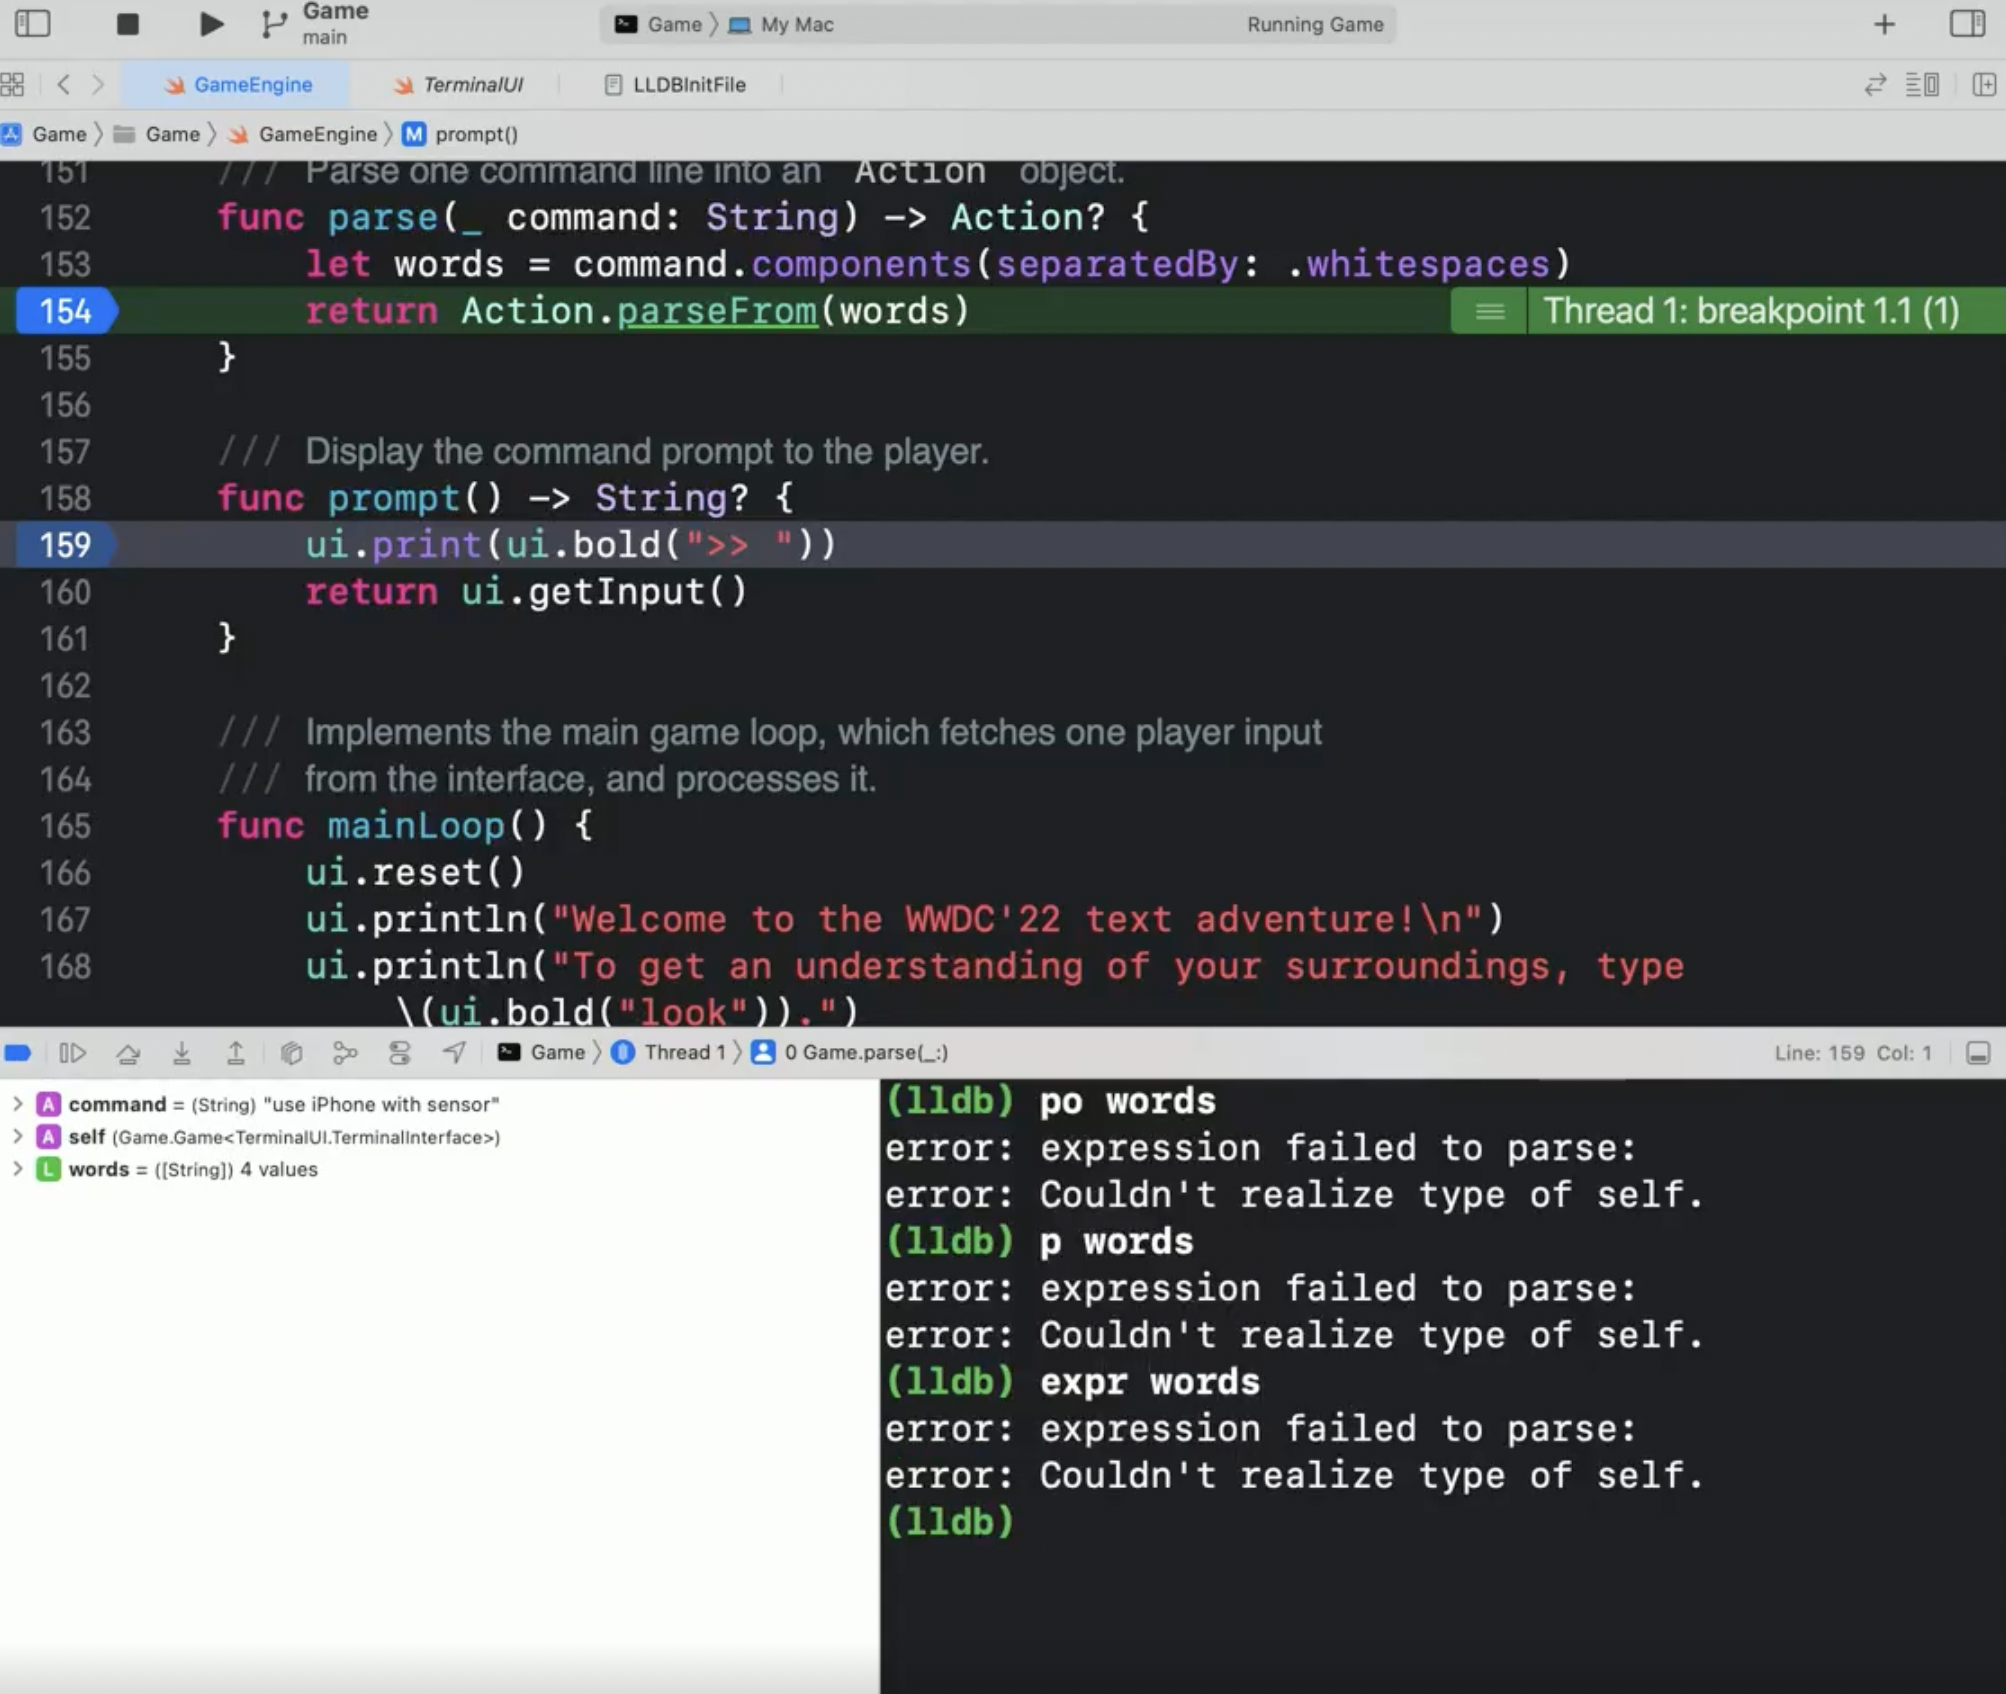 Game
main
Game 〉 My Mac
Running Game
GameEngine
TerminalUI
LLDBInitFile
Game 〉 Game 〉 GameEngine 〉 M prompt()
151 /// Parse one command line into an Action object.
152 func parse(_ command: String) -> Action? {
153 let words = command.components(separatedBy: .whitespaces)
154 return Action.parseFrom(words)
Thread 1: breakpoint 1.1 (1)
155 }
156
157 /// Display the command prompt to the player.
158 func prompt() -> String? {
159 ui.print(ui.bold(">> "))
160 return ui.getInput()
161 }
162
163 /// Implements the main game loop, which fetches one player input
164 /// from the interface, and processes it.
165 func mainLoop() {
166 ui.reset()
167 ui.println("Welcome to the WWDC'22 text adventure!\n")
168 ui.println("To get an understanding of your surroundings, type
\(ui.bold("look")).")
Game 〉 Thread 1 〉 0 Game.parse(_:)
Line: 159 Col: 1
A command = (String) "use iPhone with sensor"
A self (Game.Game<TerminalUI.TerminalInterface>)
L words = ([String]) 4 values
(lldb) po words
error: expression failed to parse:
error: Couldn't realize type of self.
(lldb) p words
error: expression failed to parse:
error: Couldn't realize type of self.
(lldb) expr words
error: expression failed to parse:
error: Couldn't realize type of self.
(lldb)